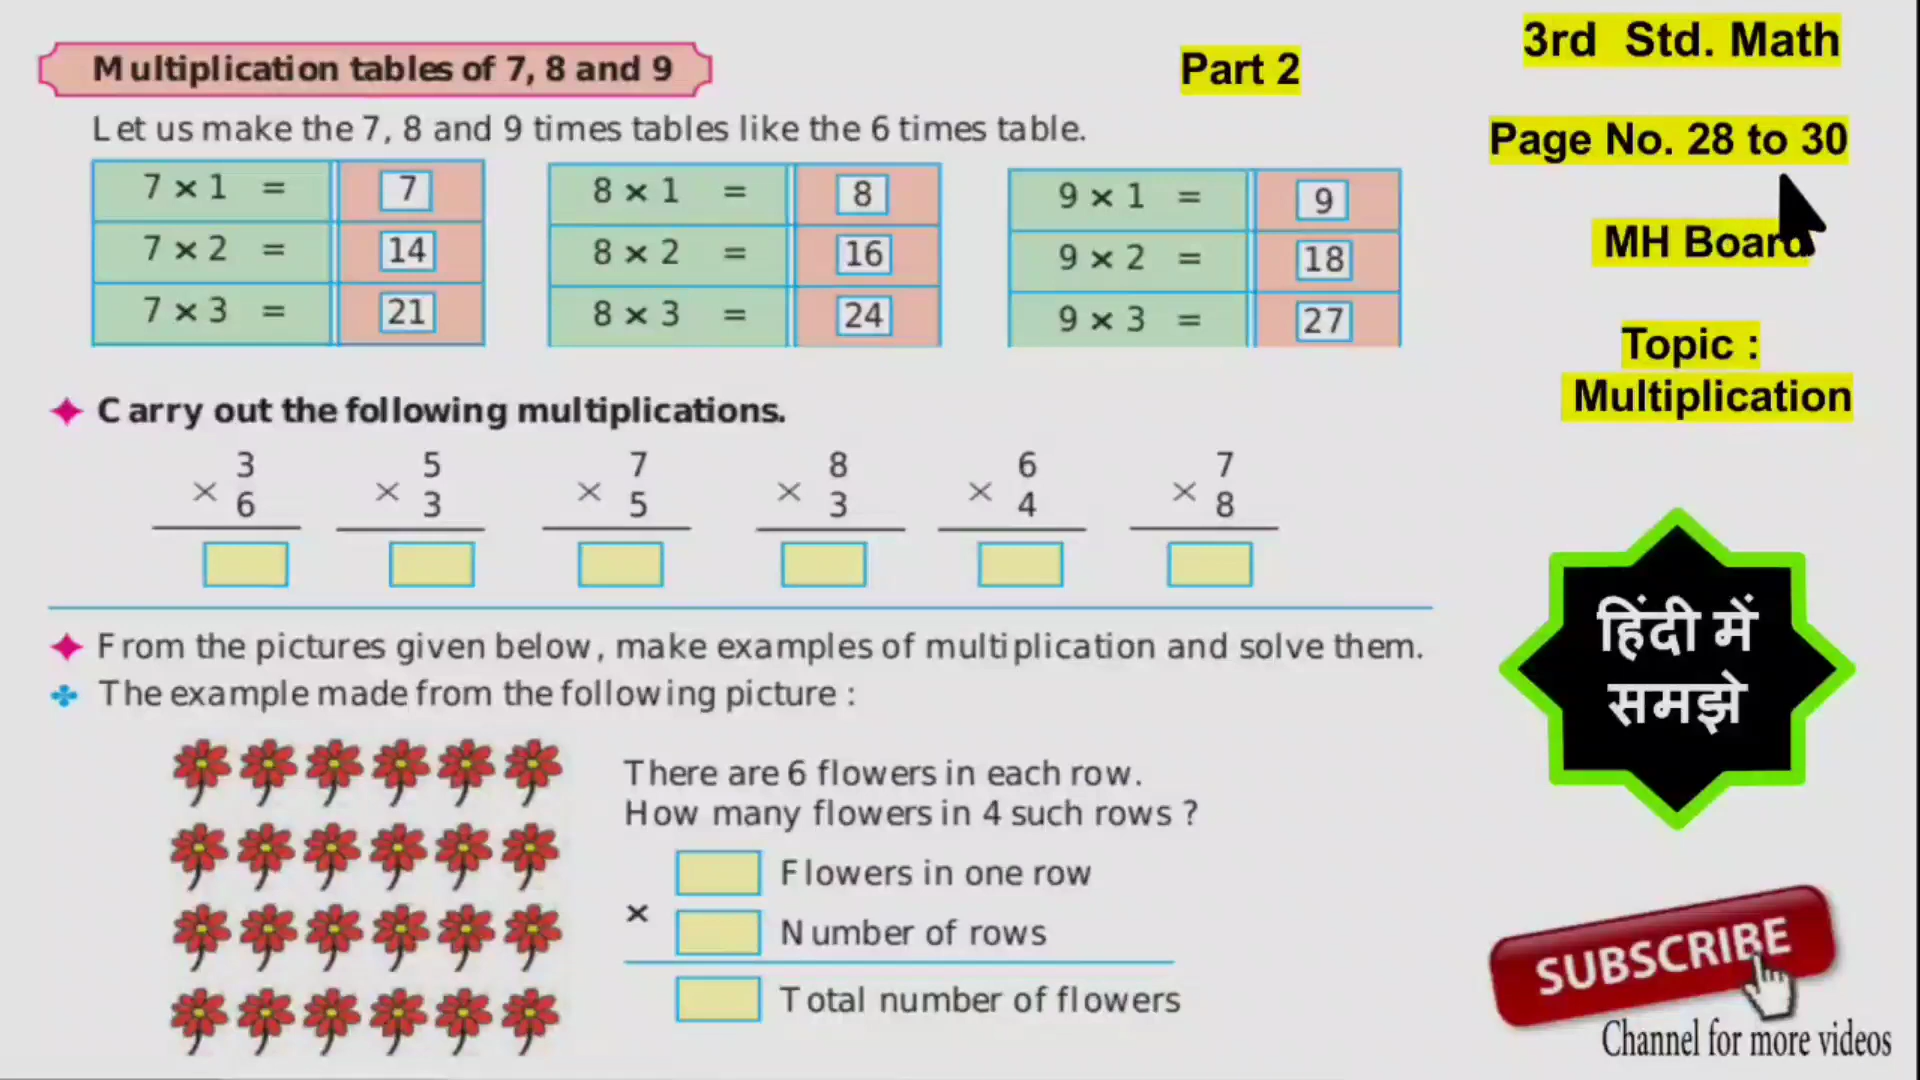 Multiplication tables of 7, 8 and 9
Part 2
3rd Std. Math
Page No. 28 to 30
MH Board
Topic :
Multiplication
Let us make the 7, 8 and 9 times tables like the 6 times table.
7 × 1 = 7
7 × 2 = 14
7 × 3 = 21
8 × 1 = 8
8 × 2 = 16
8 × 3 = 24
9 × 1 = 9
9 × 2 = 18
9 × 3 = 27
Carry out the following multiplications.
3 5 7 8 6 7
× 6 × 3 × 5 × 3 × 4 × 8
From the pictures given below, make examples of multiplication and solve them.
The example made from the following picture :
There are 6 flowers in each row.
How many flowers in 4 such rows ?
Flowers in one row
×
Number of rows
Total number of flowers
हिंदी में
समझे
SUBSCRIBE
Channel for more videos